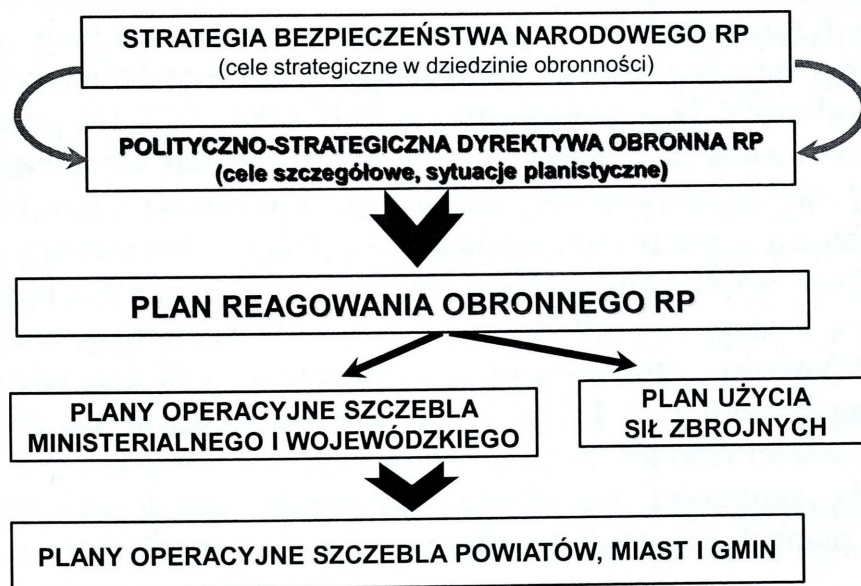 STRATEGIA BEZPIECZEŃSTWA NARODOWEGO RP
(cele strategiczne w dziedzinie obronności)
POLITYCZNO-STRATEGICZNA DYREKTYWA OBRONNA RP
(cele szczegółowe, sytuacje planistyczne)
PLAN REAGOWANIA OBRONNEGO RP
PLANY OPERACYJNE SZCZEBLA
MINISTERIALNEGO I WOJEWÓDZKIEGO
PLAN UŻYCIA
SIŁ ZBROJNYCH
PLANY OPERACYJNE SZCZEBLA POWIATÓW, MIAST I GMIN